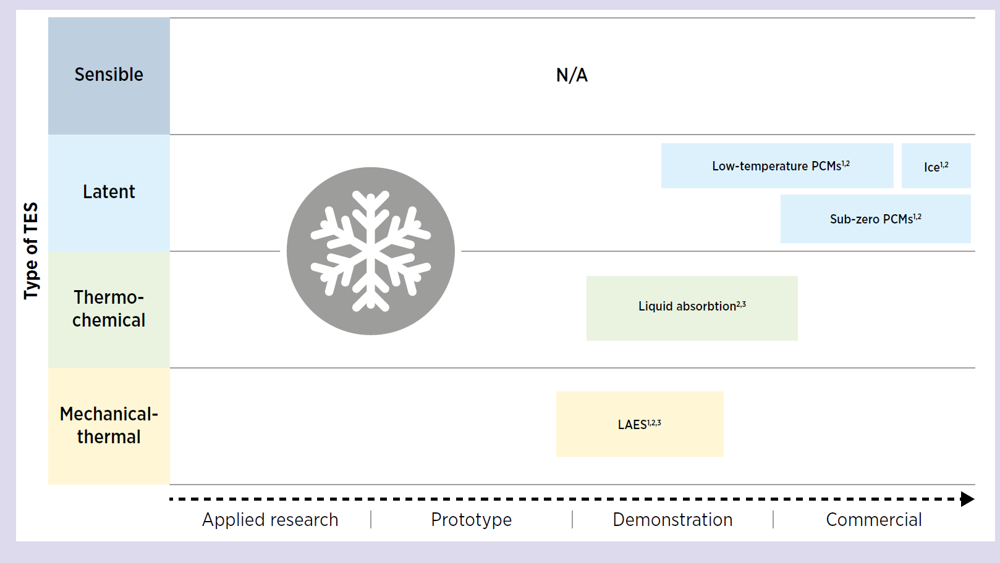 Type of TES
Sensible
N/A
Latent
Low-temperature PCMs1,2
Ice1,2
Sub-zero PCMs1,2
Thermo-
chemical
Liquid absorbtion2,3
Mechanical-
thermal
LAES1,2,3
Applied research
Prototype
Demonstration
Commercial